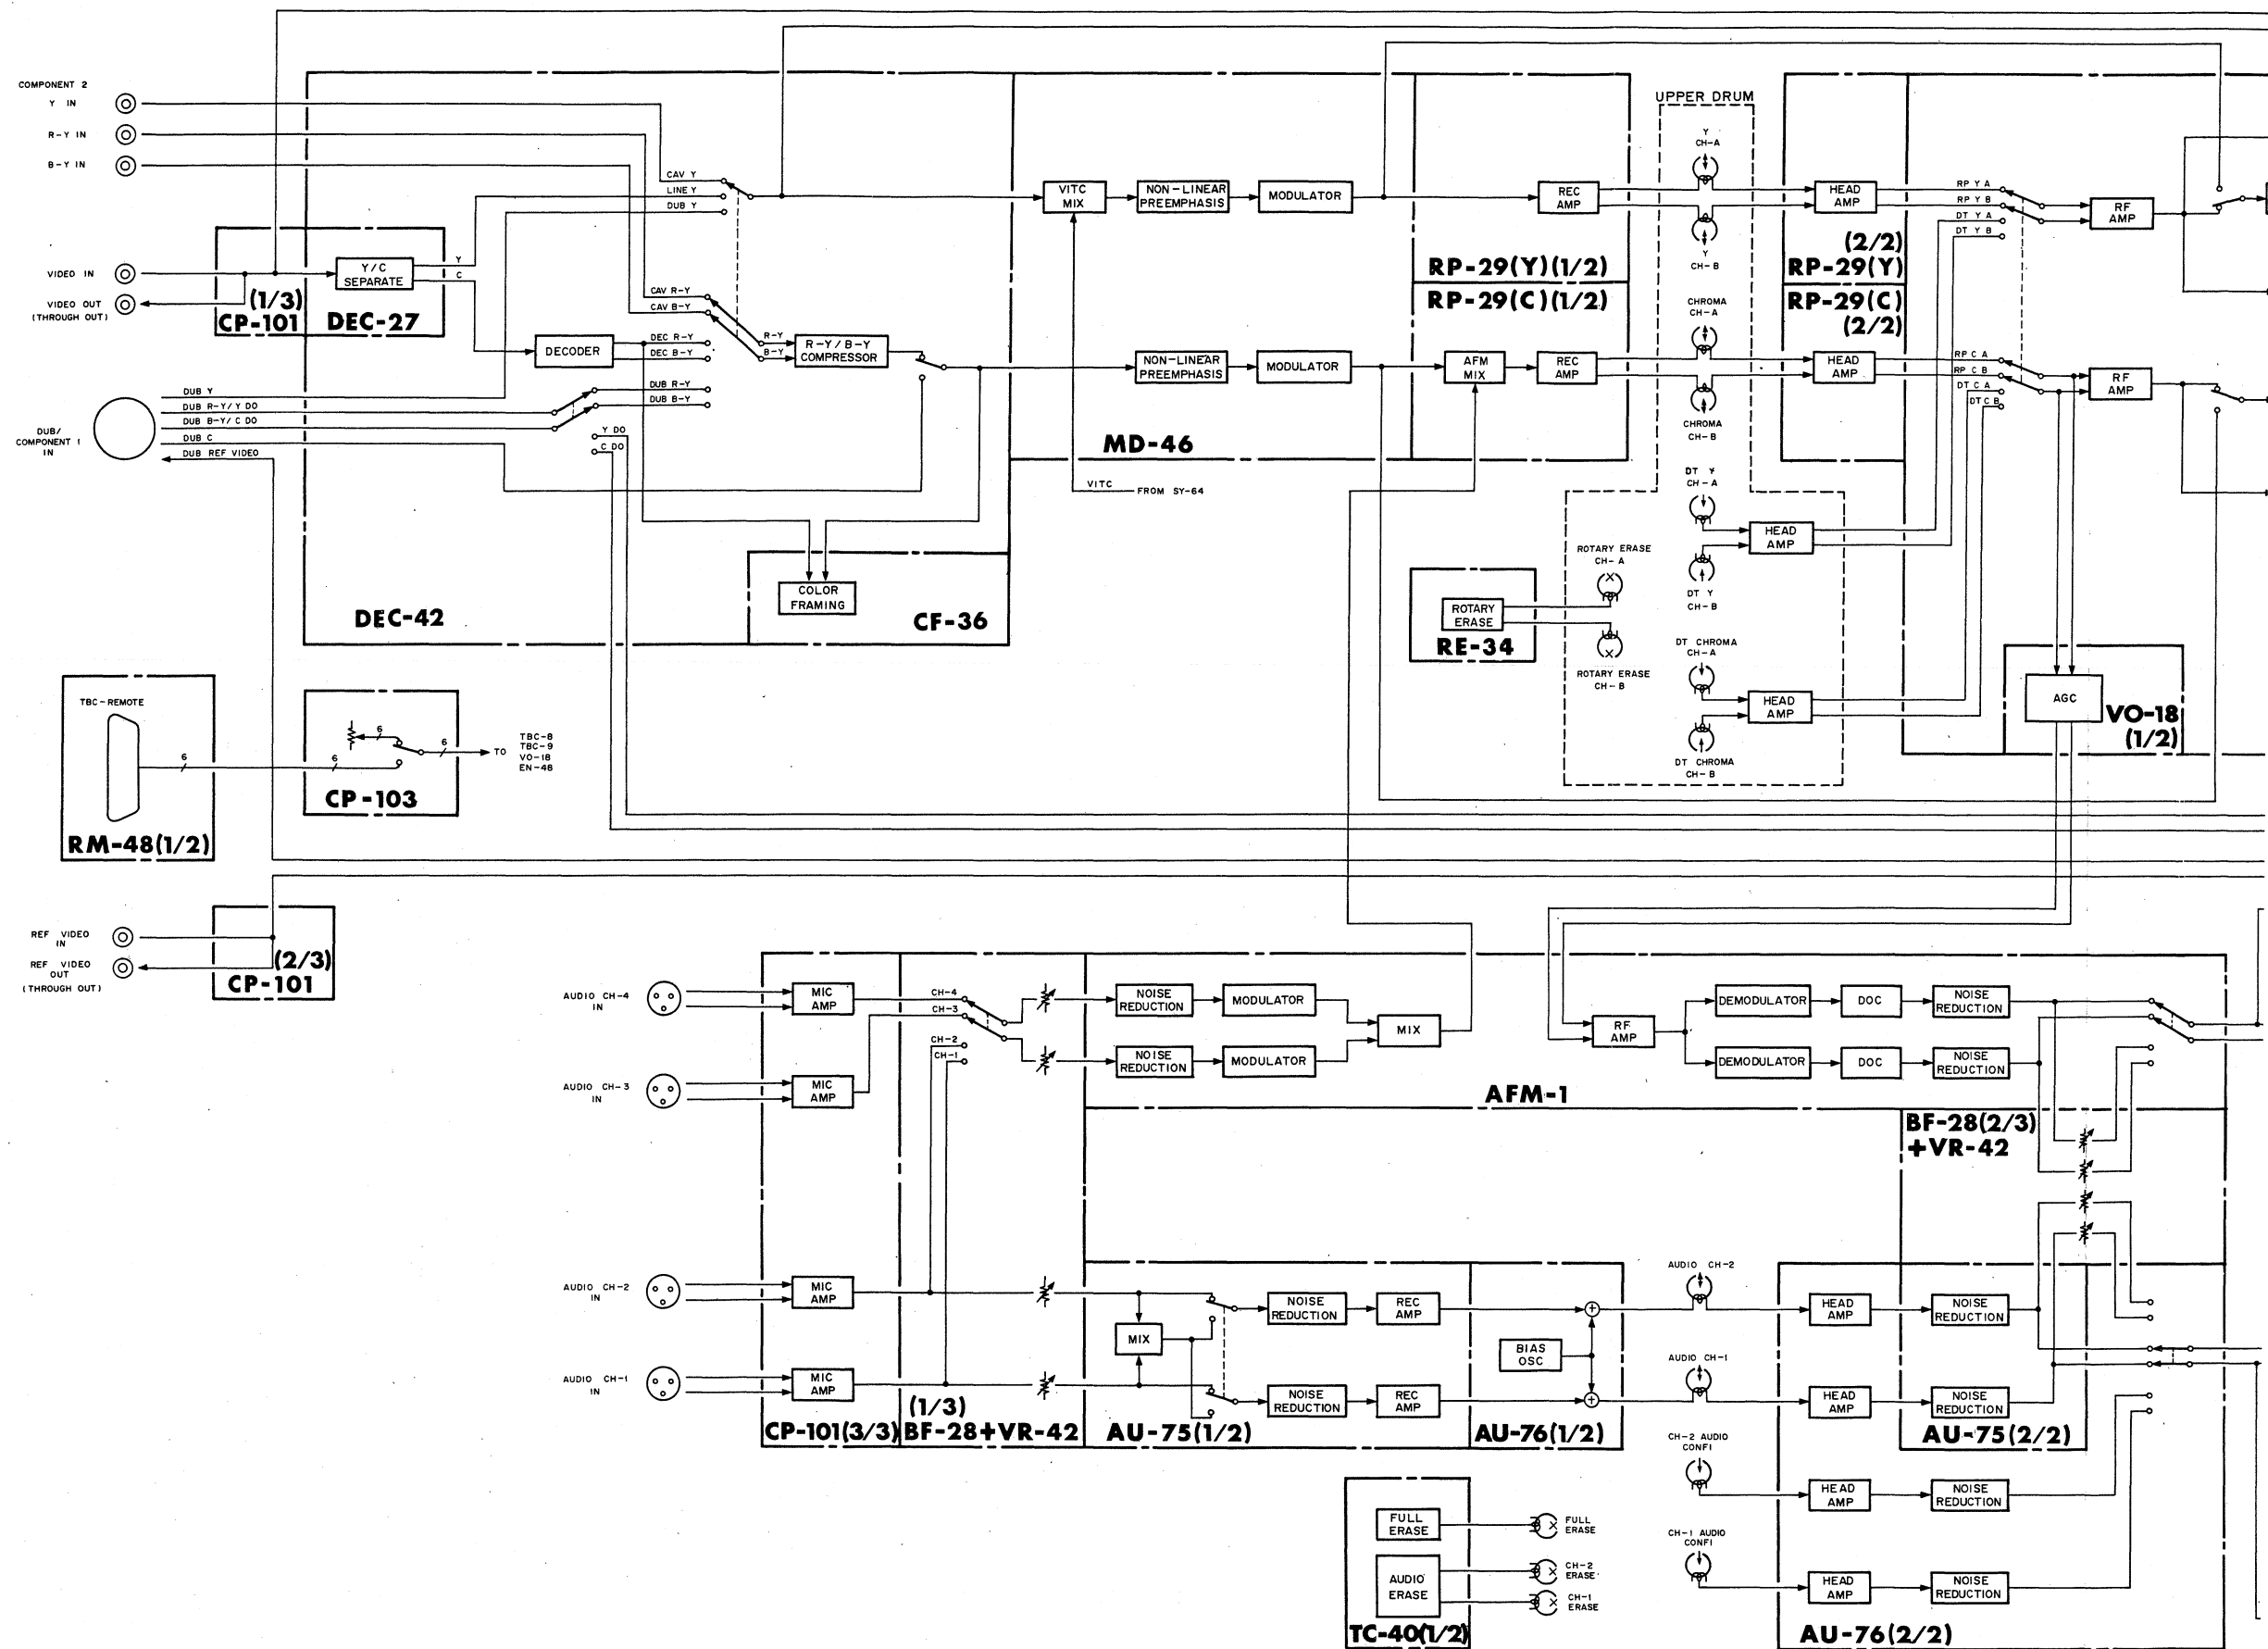 COMPONENT 2
Y IN
R-Y IN
B-Y IN
VIDEO IN
VIDEO OUT
(THROUGH OUT)
(1/3)
CP-101
DEC-27
Y/C
SEPARATE
Y
C
DECODER
CAV Y
LINE Y
DUB Y
CAV R-Y
CAV B-Y
DEC R-Y
DEC B-Y
DUB R-Y
DUB B-Y
R-Y
B-Y
R-Y/B-Y
COMPRESSOR
DUB/
COMPONENT 1
IN
DUB Y
DUB R-Y/Y DO
DUB B-Y/C DO
DUB C
DUB REF VIDEO
Y DO
C DO
COLOR
FRAMING
DEC-42
CF-36
VITC
MIX
NON-LINEAR
PREEMPHASIS
MODULATOR
NON-LINEAR
PREEMPHASIS
MODULATOR
MD-46
VITC
FROM SY-64
REC
AMP
RP-29(Y)(1/2)
RP-29(C)(1/2)
AFM
MIX
REC
AMP
UPPER DRUM
Y
CH-A
Y
CH-B
CHROMA
CH-A
CHROMA
CH-B
DT Y
CH-A
DT Y
CH-B
DT CHROMA
CH-A
DT CHROMA
CH-B
HEAD
AMP
HEAD
AMP
ROTARY ERASE
CH-A
ROTARY ERASE
CH-B
ROTARY
ERASE
RE-34
HEAD
AMP
(2/2)
RP-29(Y)
RP-29(C)
(2/2)
HEAD
AMP
RP Y A
RP Y B
DT Y A
DT Y B
RF
AMP
RP C A
RP C B
DT C A
DT C B
RF
AMP
AGC
VO-18
(1/2)
TBC-REMOTE
6
RM-48(1/2)
6
6
6
CP-103
TO
TBC-8
TBC-9
VO-18
EN-48
REF VIDEO
IN
REF VIDEO
OUT
(THROUGH OUT)
(2/3)
CP-101
AUDIO CH-4
IN
AUDIO CH-3
IN
AUDIO CH-2
IN
AUDIO CH-1
IN
MIC
AMP
MIC
AMP
MIC
AMP
MIC
AMP
CP-101(3/3)
CH-4
CH-3
CH-2
CH-1
(1/3)
BF-28+VR-42
NOISE
REDUCTION
MODULATOR
NOISE
REDUCTION
MODULATOR
MIX
RF
AMP
DEMODULATOR
DOC
NOISE
REDUCTION
DEMODULATOR
DOC
NOISE
REDUCTION
AFM-1
BF-28(2/3)
+VR-42
MIX
NOISE
REDUCTION
REC
AMP
NOISE
REDUCTION
REC
AMP
AU-75(1/2)
BIAS
OSC
AU-76(1/2)
AUDIO CH-2
AUDIO CH-1
CH-2 AUDIO
CONFI
CH-1 AUDIO
CONFI
HEAD
AMP
NOISE
REDUCTION
HEAD
AMP
NOISE
REDUCTION
AU-75(2/2)
HEAD
AMP
NOISE
REDUCTION
HEAD
AMP
NOISE
REDUCTION
AU-76(2/2)
FULL
ERASE
FULL
ERASE
AUDIO
ERASE
CH-2
ERASE
CH-1
ERASE
TC-40(1/2)